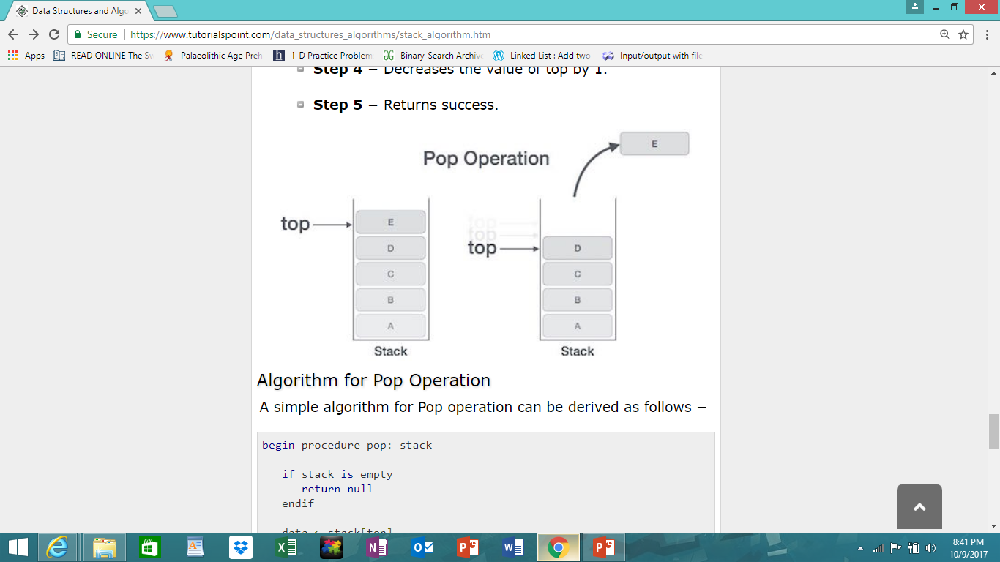 Data Structures and Algo
Secure
https://www.tutorialspoint.com/data_structures_algorithms/stack_algorithm.htm
Apps
READ ONLINE The Sw
Palaeolithic Age Preh
1-D Practice Problem
Binary-Search Archive
Linked List : Add two
Input/output with file
Step 4 − Decreases the value of top by 1.
Step 5 − Returns success.
Pop Operation
E
top
E
D
C
B
A
Stack
top
top
top
D
C
B
A
Stack
Algorithm for Pop Operation
A simple algorithm for Pop operation can be derived as follows −
begin procedure pop: stack
if stack is empty
return null
endif
data ← stack[top]
8:41 PM
10/9/2017